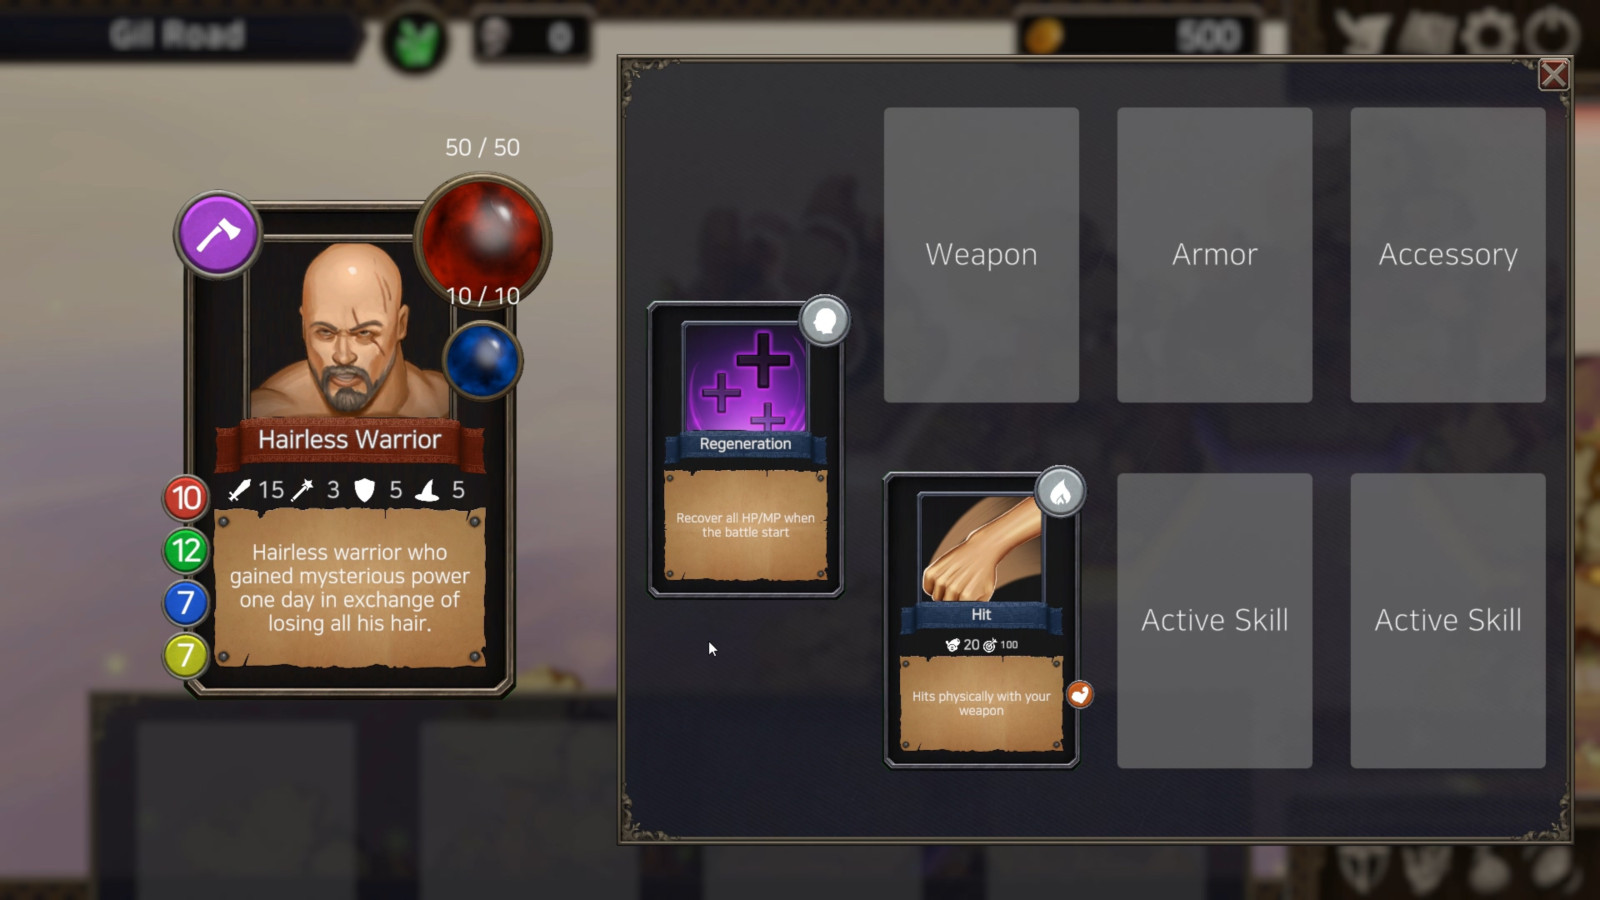 Gil Road
0
500
50 / 50
10 / 10
Hairless Warrior
15 3 5 5
10
12
7
7
Hairless warrior who
gained mysterious power
one day in exchange of
losing all his hair.
Regeneration
Recover all HP/MP when
the battle start
Weapon
Armor
Accessory
Hit
20 100
Hits physically with your
weapon
Active Skill
Active Skill